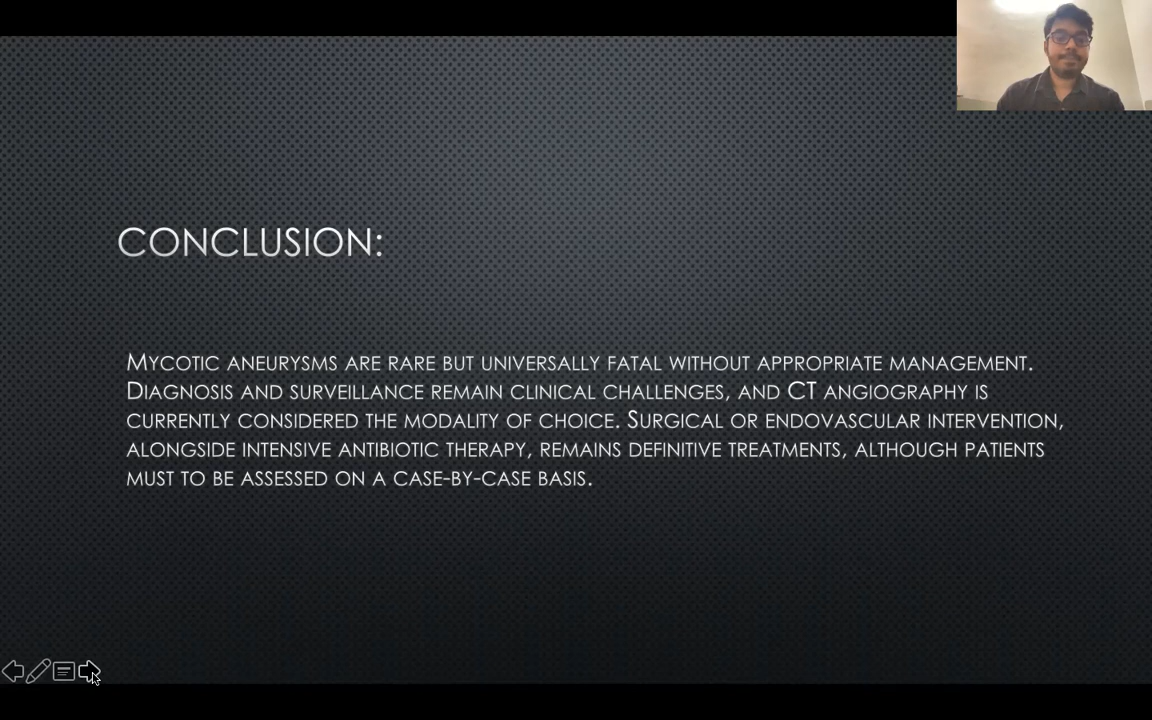 CONCLUSION:
MYCOTIC ANEURYSMS ARE RARE BUT UNIVERSALLY FATAL WITHOUT APPROPRIATE MANAGEMENT.
DIAGNOSIS AND SURVEILLANCE REMAIN CLINICAL CHALLENGES, AND CT ANGIOGRAPHY IS
CURRENTLY CONSIDERED THE MODALITY OF CHOICE. SURGICAL OR ENDOVASCULAR INTERVENTION,
ALONGSIDE INTENSIVE ANTIBIOTIC THERAPY, REMAINS DEFINITIVE TREATMENTS, ALTHOUGH PATIENTS
MUST TO BE ASSESSED ON A CASE-BY-CASE BASIS.